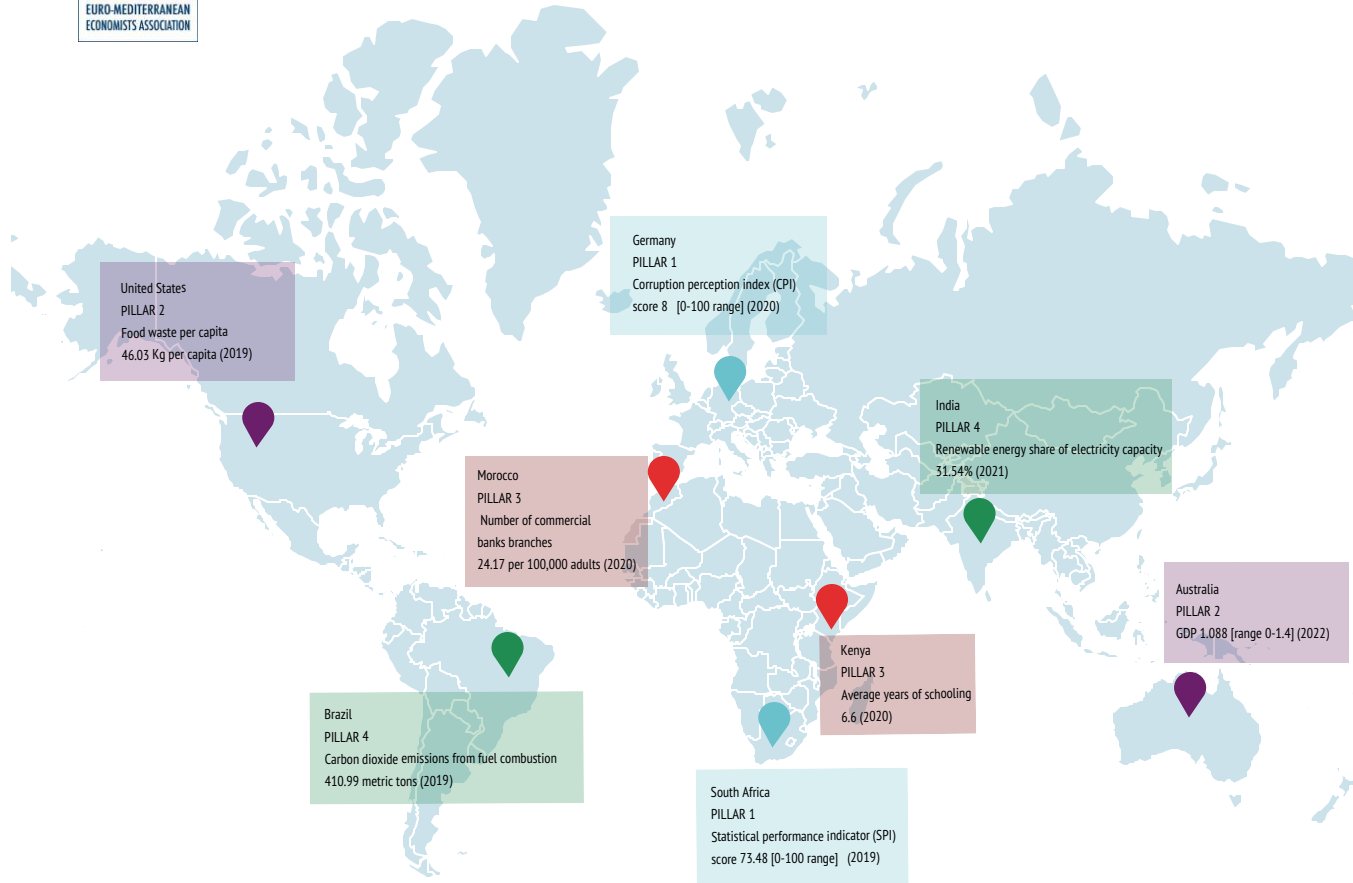 EURO-MEDITERRANEAN
ECONOMISTS ASSOCIATION
Germany
PILLAR 1
Corruption perception index (CPI)
score 8 [0-100 range] (2020)
United States
PILLAR 2
Food waste per capita
46.03 Kg per capita (2019)
India
PILLAR 4
Renewable energy share of electricity capacity
31.54% (2021)
Morocco
PILLAR 3
Number of commercial
banks branches
24.17 per 100,000 adults (2020)
Australia
PILLAR 2
GDP 1.088 [range 0-1.4] (2022)
Kenya
PILLAR 3
Average years of schooling
6.6 (2020)
Brazil
PILLAR 4
Carbon dioxide emissions from fuel combustion
410.99 metric tons (2019)
South Africa
PILLAR 1
Statistical performance indicator (SPI)
score 73.48 [0-100 range] (2019)